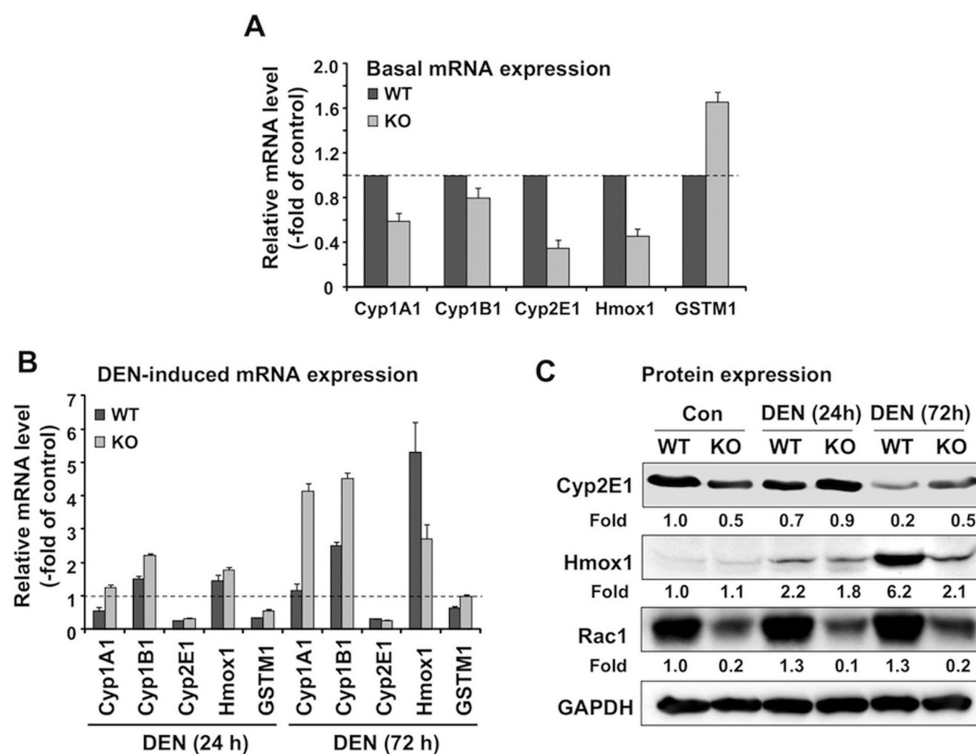 A
Basal mRNA expression
WT
KO
Relative mRNA level
(-fold of control)
2.0
1.6
1.2
0.8
0.4
0
Cyp1A1 Cyp1B1 Cyp2E1 Hmox1 GSTM1
B
DEN-induced mRNA expression
WT
KO
Relative mRNA level
(-fold of control)
7
6
5
4
3
2
1
0
Cyp1A1
Cyp1B1
Cyp2E1
Hmox1
GSTM1
Cyp1A1
Cyp1B1
Cyp2E1
Hmox1
GSTM1
DEN (24 h) DEN (72 h)
C
Protein expression
Con DEN (24h) DEN (72h)
WT KO WT KO WT KO
Cyp2E1
Fold 1.0 0.5 0.7 0.9 0.2 0.5
Hmox1
Fold 1.0 1.1 2.2 1.8 6.2 2.1
Rac1
Fold 1.0 0.2 1.3 0.1 1.3 0.2
GAPDH